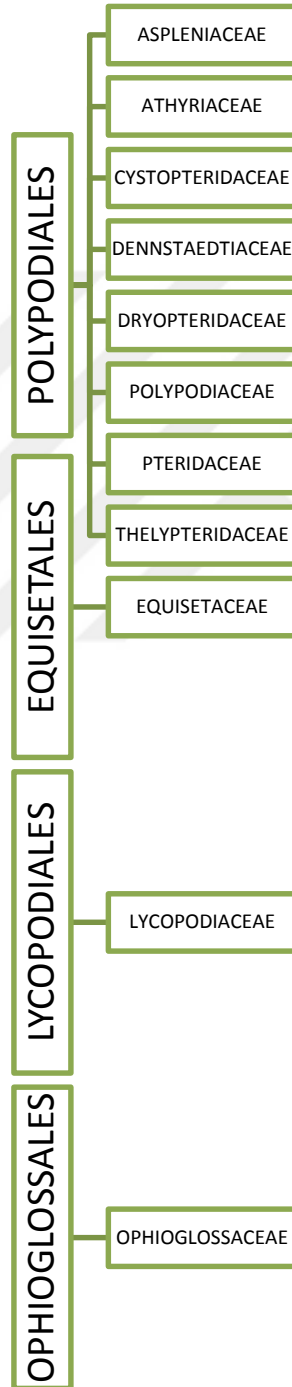 POLYPODIALES
ASPLENIACEAE
ATHYRIACEAE
CYSTOPTERIDACEAE
DENNSTAEDTIACEAE
DRYOPTERIDACEAE
POLYPODIACEAE
PTERIDACEAE
THELYPTERIDACEAE
EQUISETALES
EQUISETACEAE
LYCOPODIALES
LYCOPODIACEAE
OPHIOGLOSSALES
OPHIOGLOSSACEAE